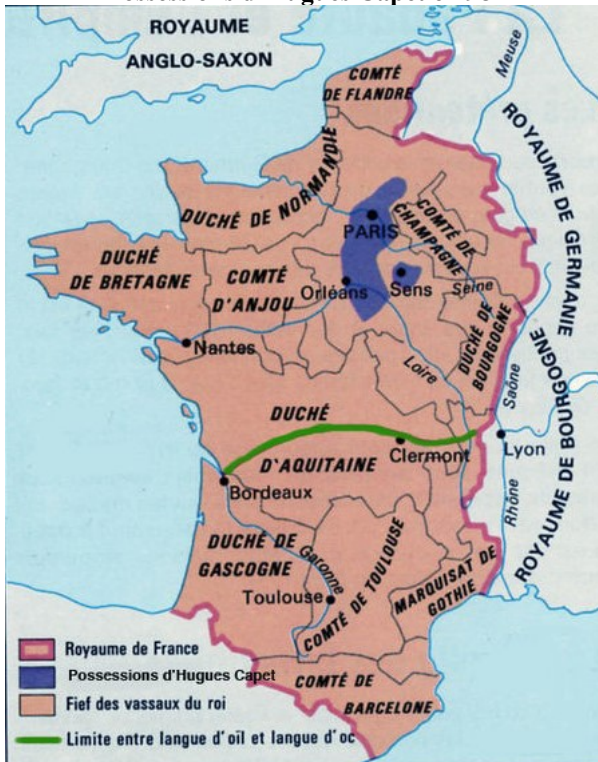 ROYAUME
ANGLO-SAXON
Meuse
COMTÉ
DE FLANDRE
ROYAUME DE GERMANIE
DUCHÉ DE NORMANDIE
PARIS
COMTÉ DE
CHAMPAGNE
DUCHÉ
DE BRETAGNE
COMTÉ
D'ANJOU
Orléans
Sens
Seine
DUCHÉ DE
BOURGOGNE
Nantes
Loire
Saône
ROYAUME DE BOURGOGNE
DUCHÉ
D'AQUITAINE
Clermont
Lyon
Bordeaux
Rhône
DUCHÉ DE
GASCOGNE
Garonne
Toulouse
COMTÉ DE TOULOUSE
MARQUISAT DE
GOTHIE
COMTÉ DE
BARCELONE
Royaume de France
Possessions d'Hugues Capet
Fief des vassaux du roi
Limite entre langue d'oïl et langue d'oc